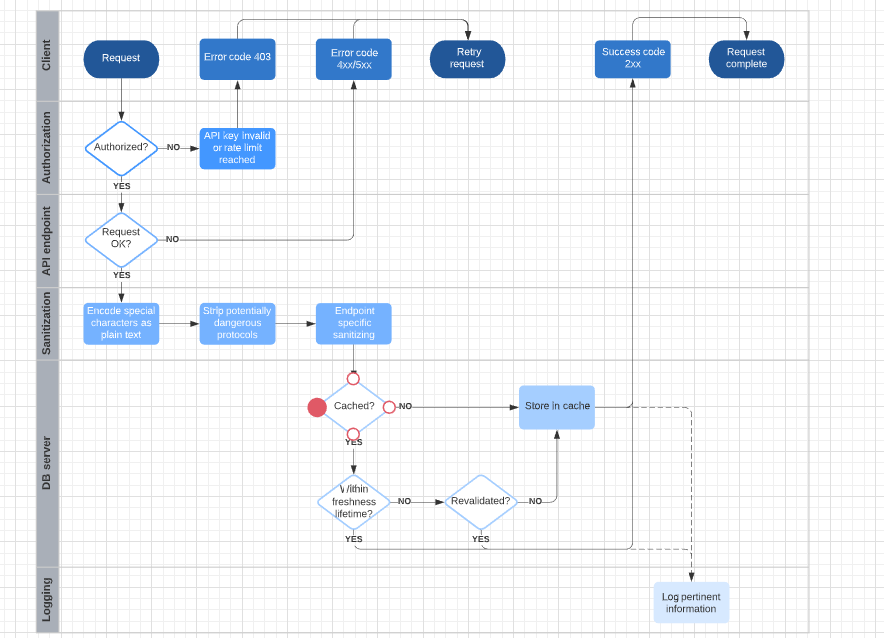 Client
Request
Error code 403
Error code
4xx/5xx
Retry
request
Success code
2xx
Request
complete
Authorization
Authorized?
NO
API key invalid
or rate limit
reached
YES
API endpoint
Request
OK?
NO
YES
Sanitization
Encode special
characters as
plain text
Strip potentially
dangerous
protocols
Endpoint
specific
sanitizing
DB server
Cached?
NO
Store in cache
YES
Within
freshness
lifetime?
NO
Revalidated?
NO
YES
YES
Logging
Log pertinent
information